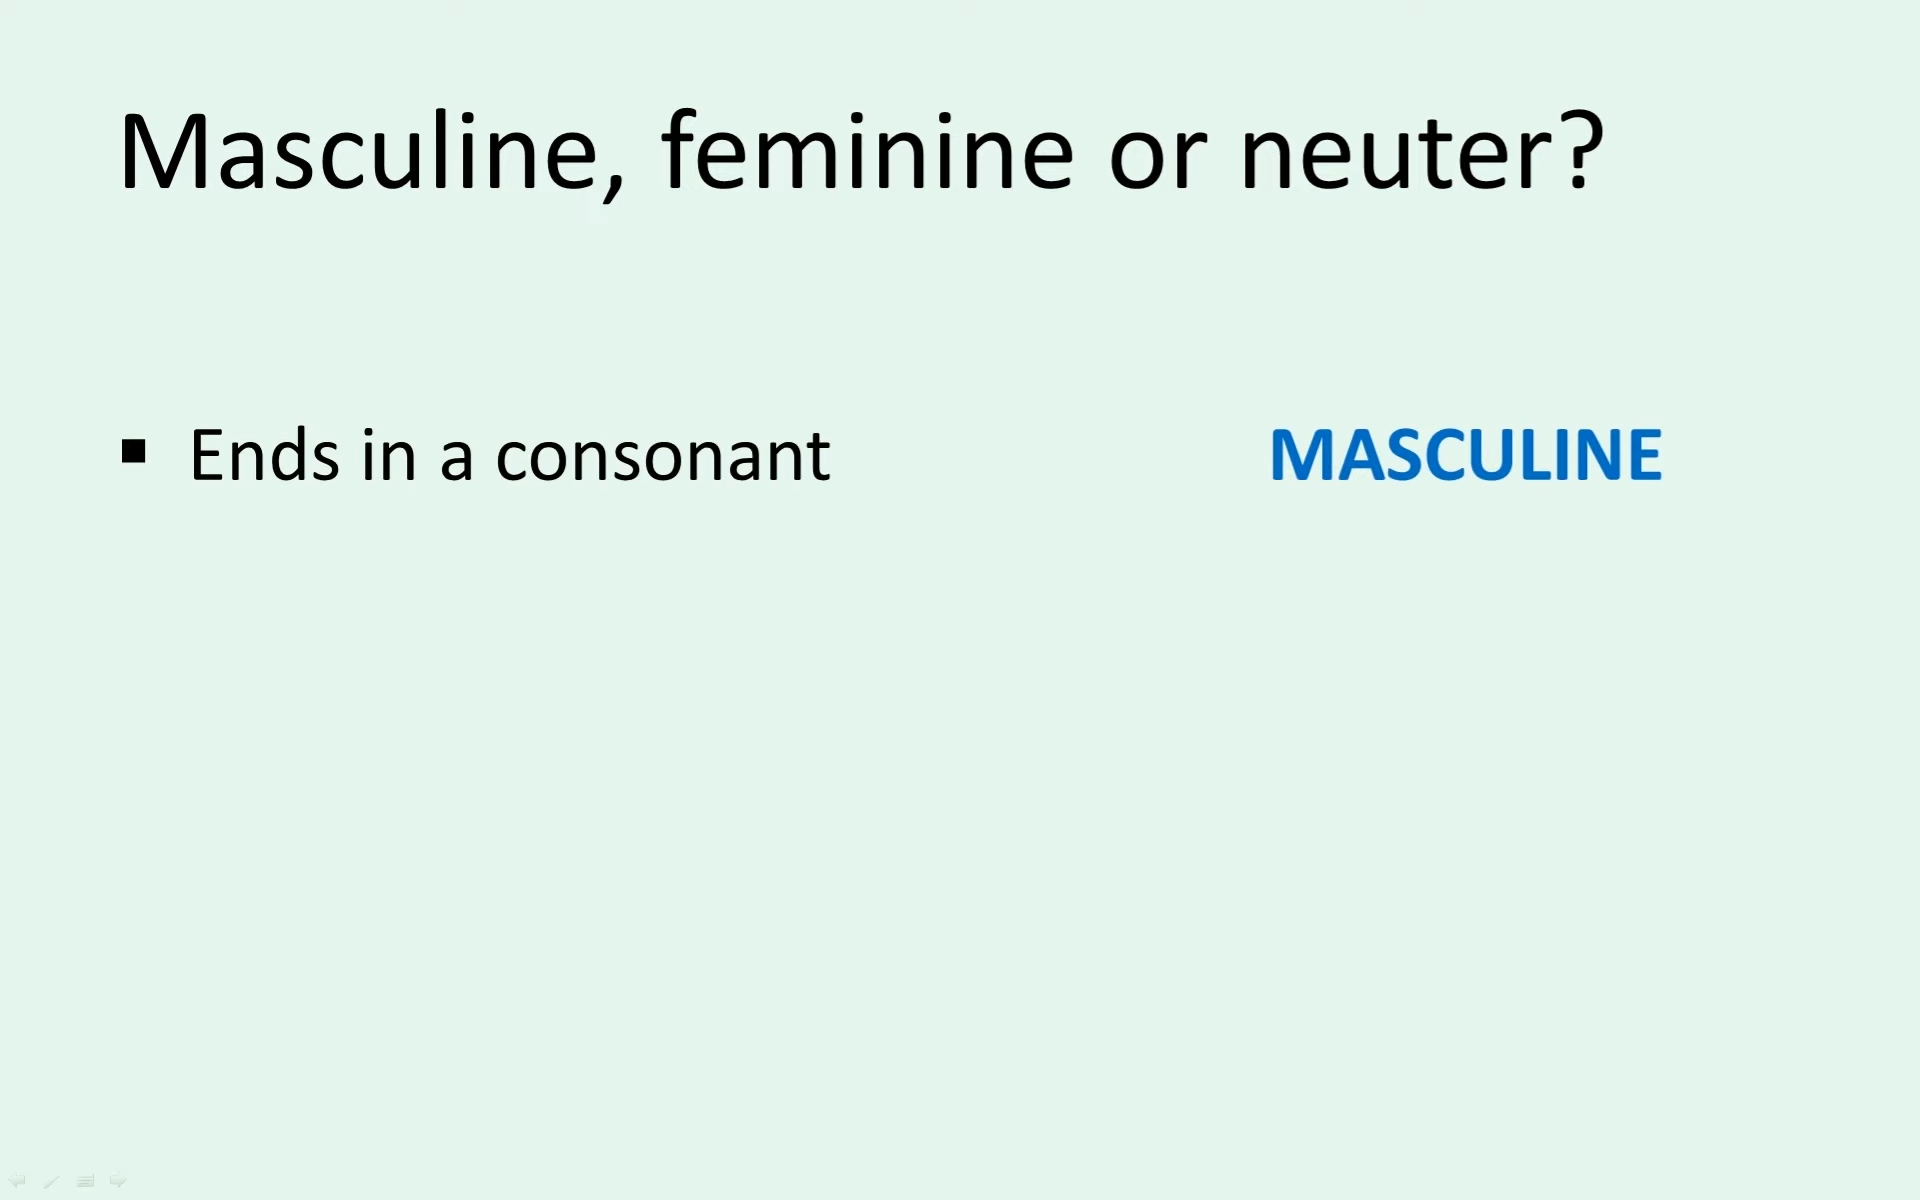 Masculine, feminine or neuter?
▪ Ends in a consonant MASCULINE